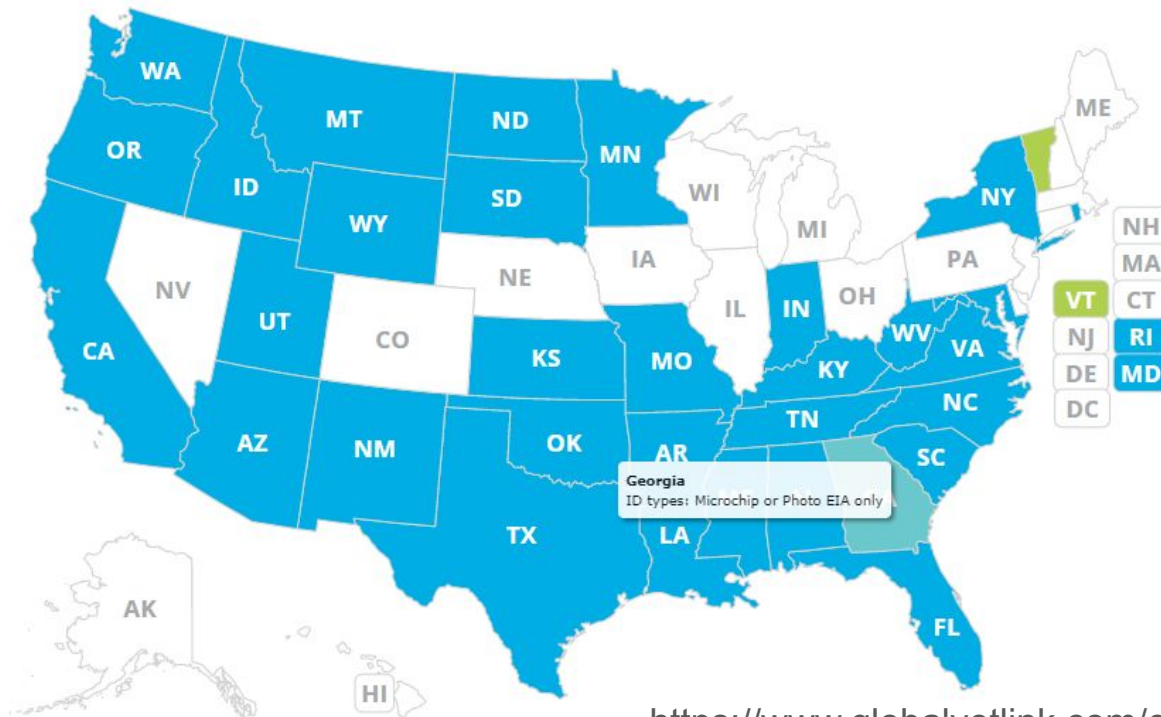 WA
MT
ND
MN
OR
ID
SD
WY
WI
MI
NY
ME
NV
UT
CO
NE
IA
IL
IN
OH
PA
NH
MA
VT
CT
NJ
RI
DE
MD
DC
CA
KS
MO
KY
WV
VA
AZ
NM
OK
AR
TN
NC
SC
Georgia
ID types: Microchip or Photo EIA only
TX
LA
FL
AK
HI